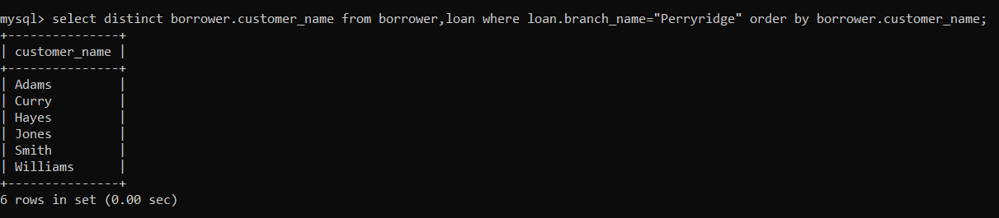 mysql> select distinct borrower.customer_name from borrower,loan where loan.branch_name="Perryridge" order by borrower.customer_name;
+---------------+
| customer_name |
+---------------+
| Adams         |
| Curry         |
| Hayes         |
| Jones         |
| Smith         |
| Williams      |
+---------------+
6 rows in set (0.00 sec)